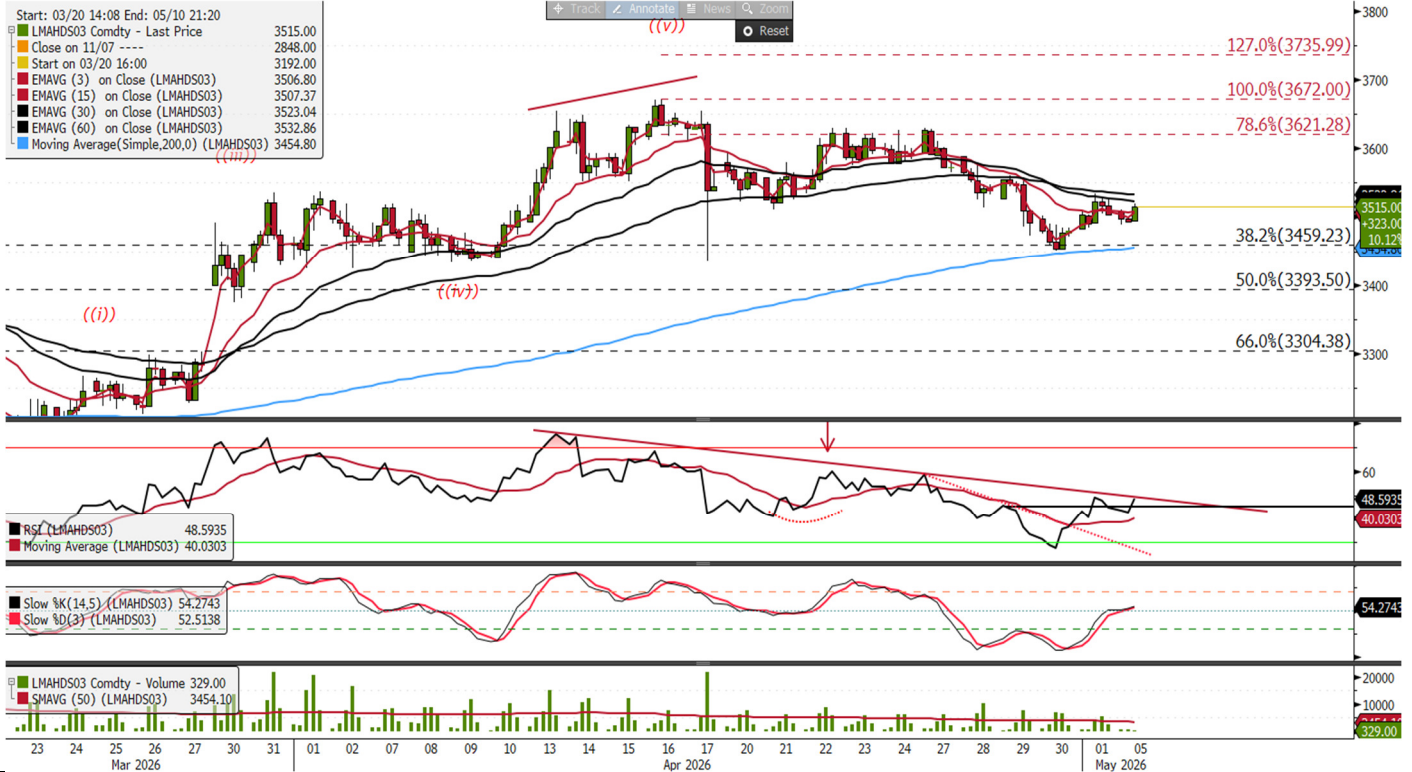 Track Annotate News Zoom
Reset
Start: 03/20 14:08 End: 05/10 21:20
LMAHDS03 Comdty - Last Price 3515.00
Close on 11/07 ---- 2848.00
Start on 03/20 16:00 3192.00
EMAVG (3) on Close (LMAHDS03) 3506.80
EMAVG (15) on Close (LMAHDS03) 3507.37
EMAVG (30) on Close (LMAHDS03) 3523.04
EMAVG (60) on Close (LMAHDS03) 3532.86
Moving Average(Simple,200,0) (LMAHDS03) 3454.80
((i))
((iii))
((iv))
((v))
127.0%(3735.99)
100.0%(3672.00)
78.6%(3621.28)
38.2%(3459.23)
50.0%(3393.50)
66.0%(3304.38)
3800
3700
3600
3515.00
+323.00
10.12%
3400
3300
RSI (LMAHDS03) 48.5935
Moving Average (LMAHDS03) 40.0303
60
48.5935
40.0303
Slow %K(14,5) (LMAHDS03) 54.2743
Slow %D(3) (LMAHDS03) 52.5138
54.2743
LMAHDS03 Comdty - Volume 329.00
SMAVG (50) (LMAHDS03) 3454.10
20000
10000
329.00
23 24 25 26 27 30 31 01 02 07 08 09 10 13 14 15 16 17 20 21 22 23 24 27 28 29 30 01 05
Mar 2026 Apr 2026 May 2026